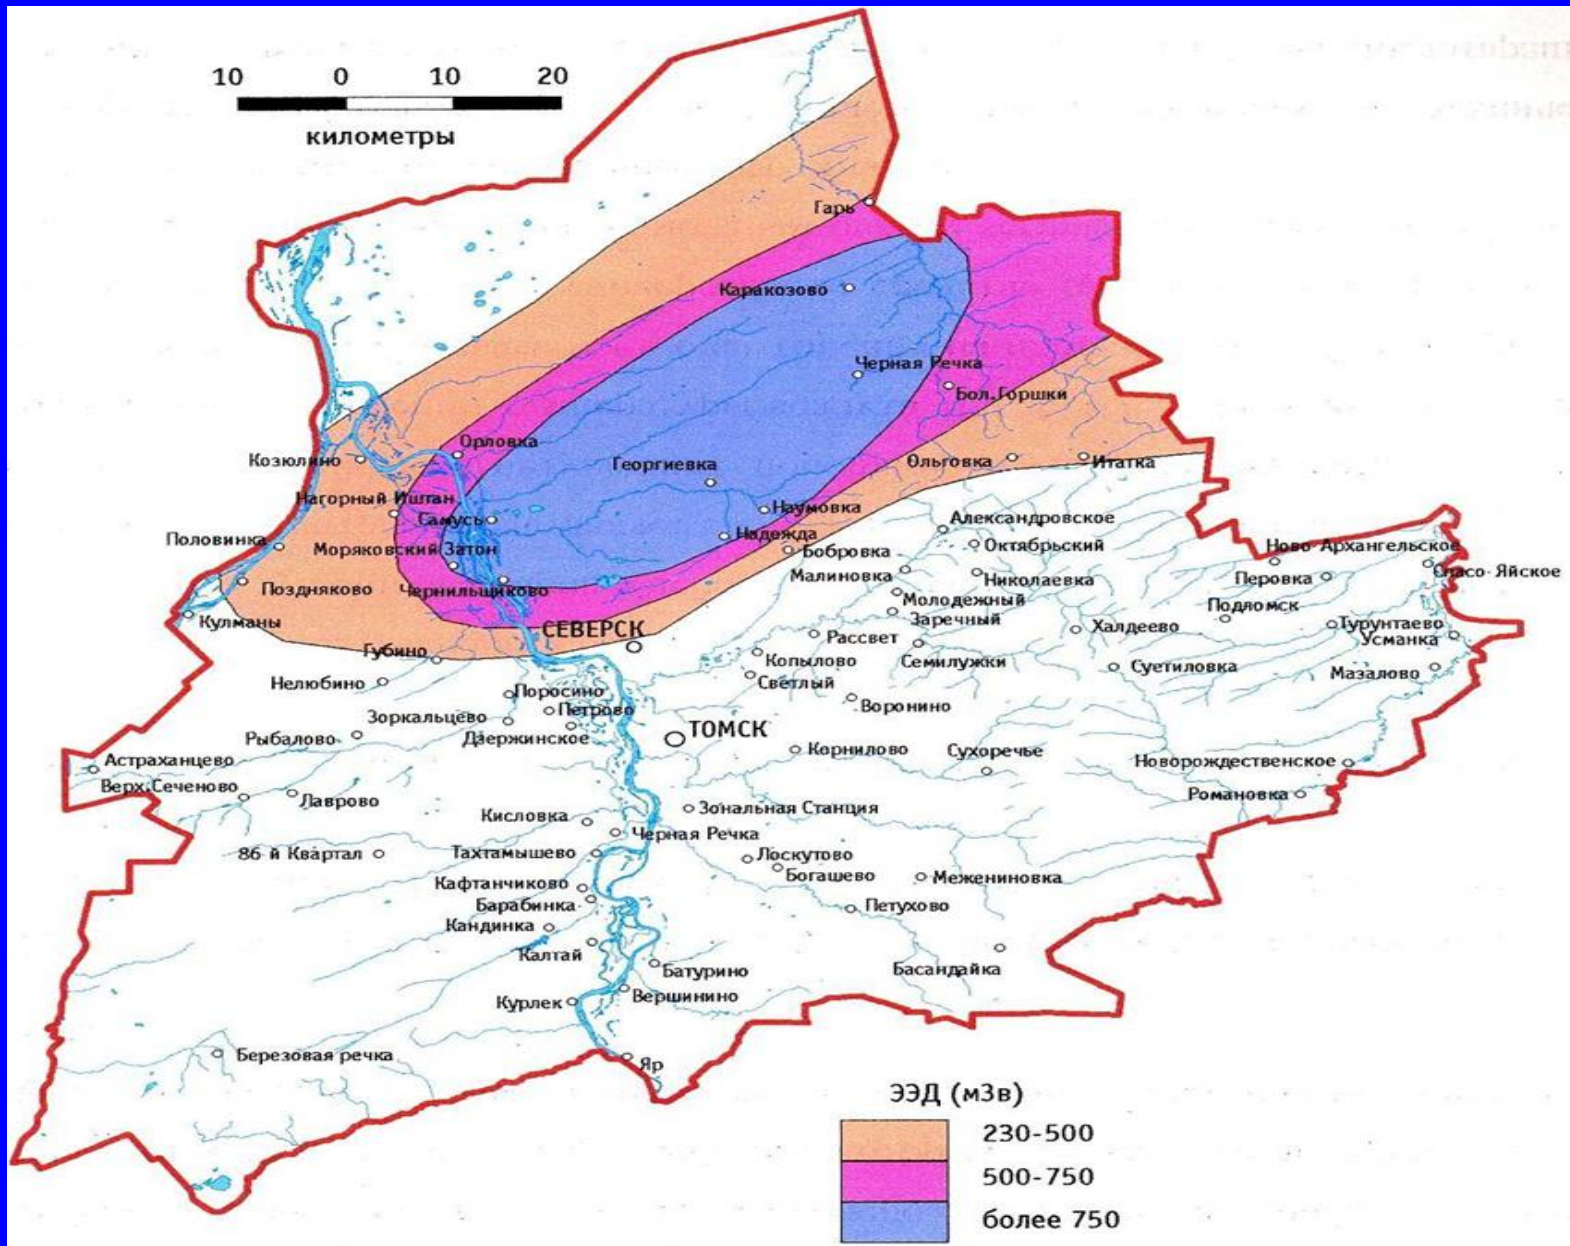 10 0 10 20
километры
Гарь
Каракозово
Черная Речка
Бол.Горшки
Орловка
Козюлино
Георгиевка
Ольговка
Итатка
Нагорный Иштан
Самусь
Наумовка
Надежда
Александровское
Половинка
Моряковский Затон
Бобровка
Октябрьский
Ново-Архангельское
Малиновка
Николаевка
Перовка
Спасо-Яйское
Поздняково
Чернильщиково
Молодежный
Подломск
Кулманы
СЕВЕРСК
Заречный
Халдеево
Турунтаево
Рассвет
Усманка
Губино
Копылово
Семилужки
Суетиловка
Мазалово
Нелюбино
Светлый
Поросино
Петрово
Воронино
Зоркальцево
Рыбалово
Дзержинское
ТОМСК
Корнилово
Сухоречье
Астраханцево
Новорождественское
Верх.Сеченово
Лаврово
Романовка
Кисловка
Зональная Станция
Черная Речка
86 й Квартал
Тахтамышево
Лоскутово
Богашево
Межениновка
Кафтанчиково
Барабинка
Петухово
Кандинка
Калтай
Батурино
Басандайка
Курлек
Вершинино
Березовая речка
Яр
ЭЭД (мЗв)
230-500
500-750
более 750